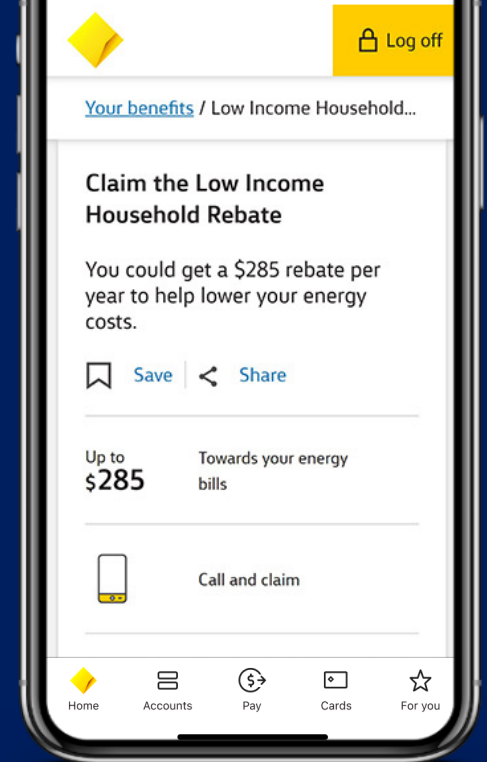 Log off
Your benefits / Low Income Household...
Claim the Low Income
Household Rebate
You could get a $285 rebate per
year to help lower your energy
costs.
Save
Share
Up to
$285
Towards your energy
bills
Call and claim
Home
Accounts
Pay
Cards
For you